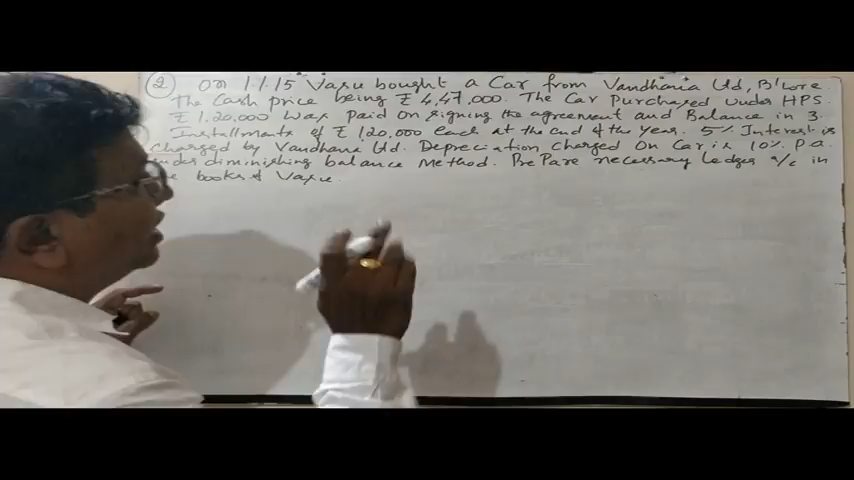 2 On 1.1.15 Vasu bought a Car from Vandhana Ltd, B'lore
The Cash price being ₹ 4,47,000. The Car Purchased under HPS
₹ 1,20,000 was paid on signing the agreement and Balance in 3
Installments of ₹ 1,20,000 each at the end of the year. 5% Interest is
charged by Vandhana Ltd. Depreciation charged on Car is 10% P.a.
under diminishing balance Method. PrePare necessary Ledger a/c in
books of Vasu.